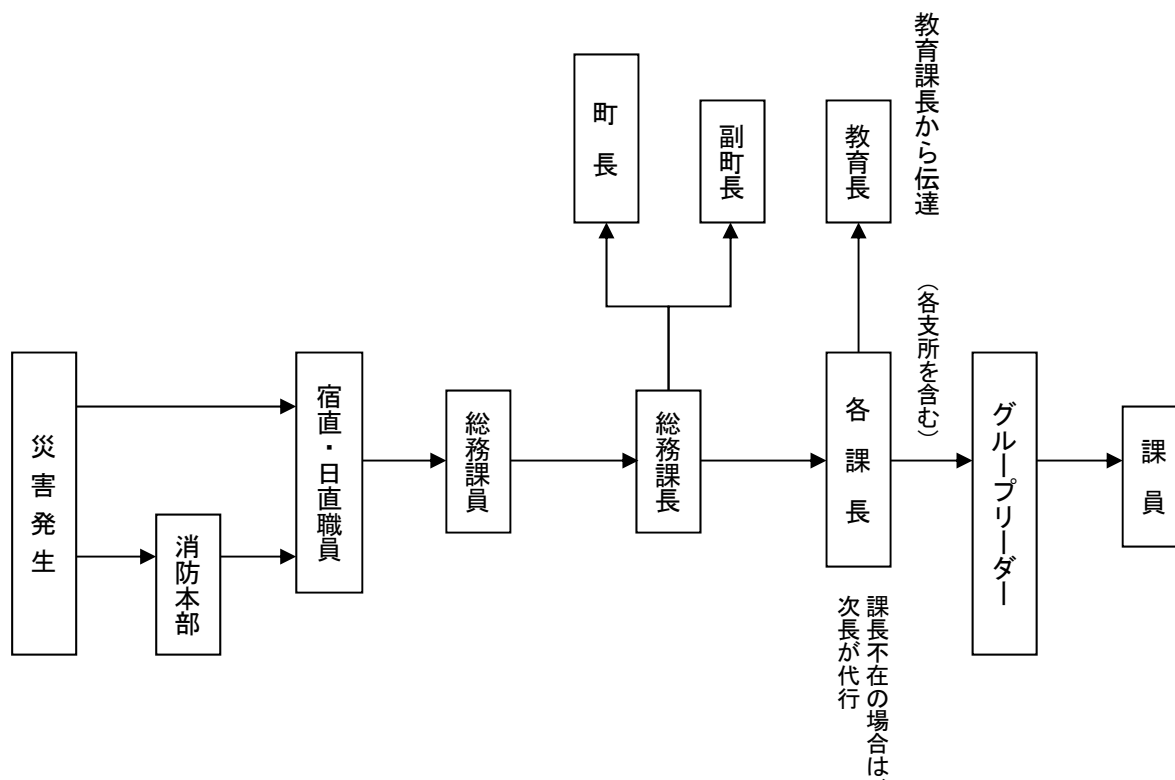 災害発生
消防本部
宿直・日直職員
総務課員
総務課長
町長
副町長
教育長
教育課長から伝達
各課長
（各支所を含む）
課長不在の場合は、
次長が代行
グループリーダー
課員